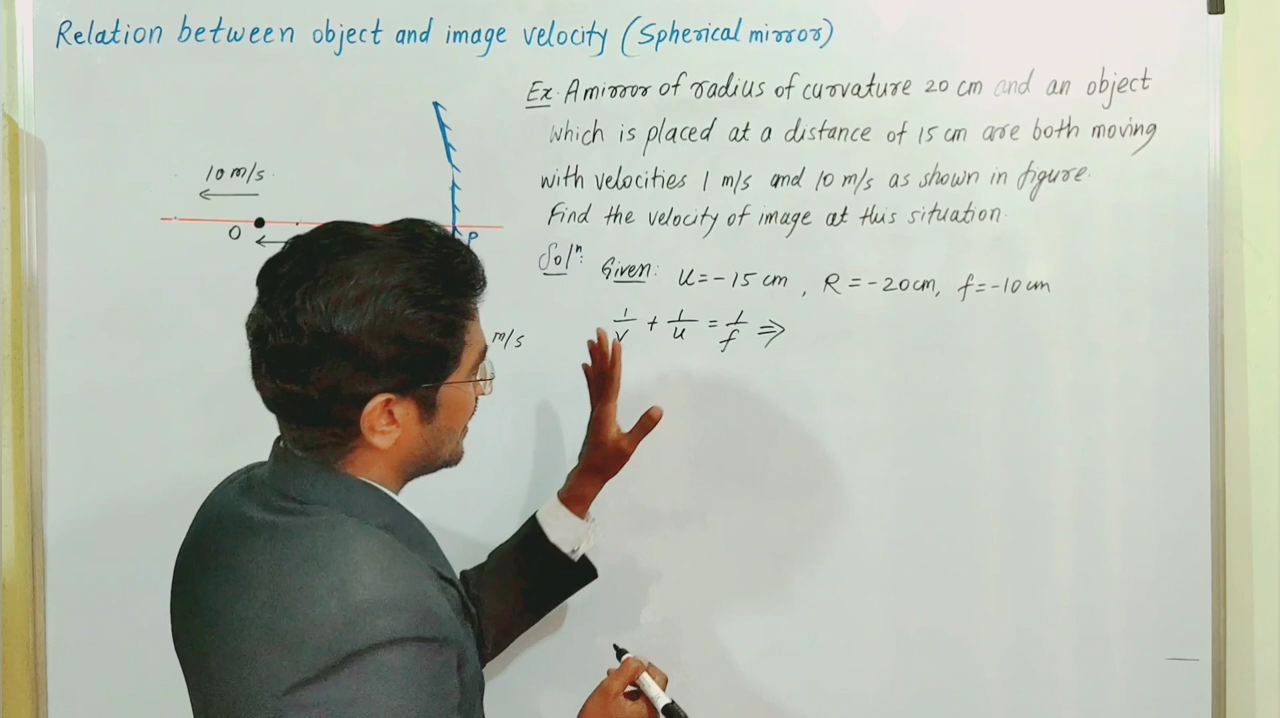 Relation between object and image velocity (Spherical mirror)
Ex. A mirror of radius of curvature 20 cm and an object
which is placed at a distance of 15 cm are both moving
with velocities 1 m/s and 10 m/s as shown in figure.
Find the velocity of image at this situation.
10 m/s
O
P
m/s
Solⁿ: Given: u = -15 cm, R = -20cm, f = -10 cm
1/v + 1/u = 1/f ⇒